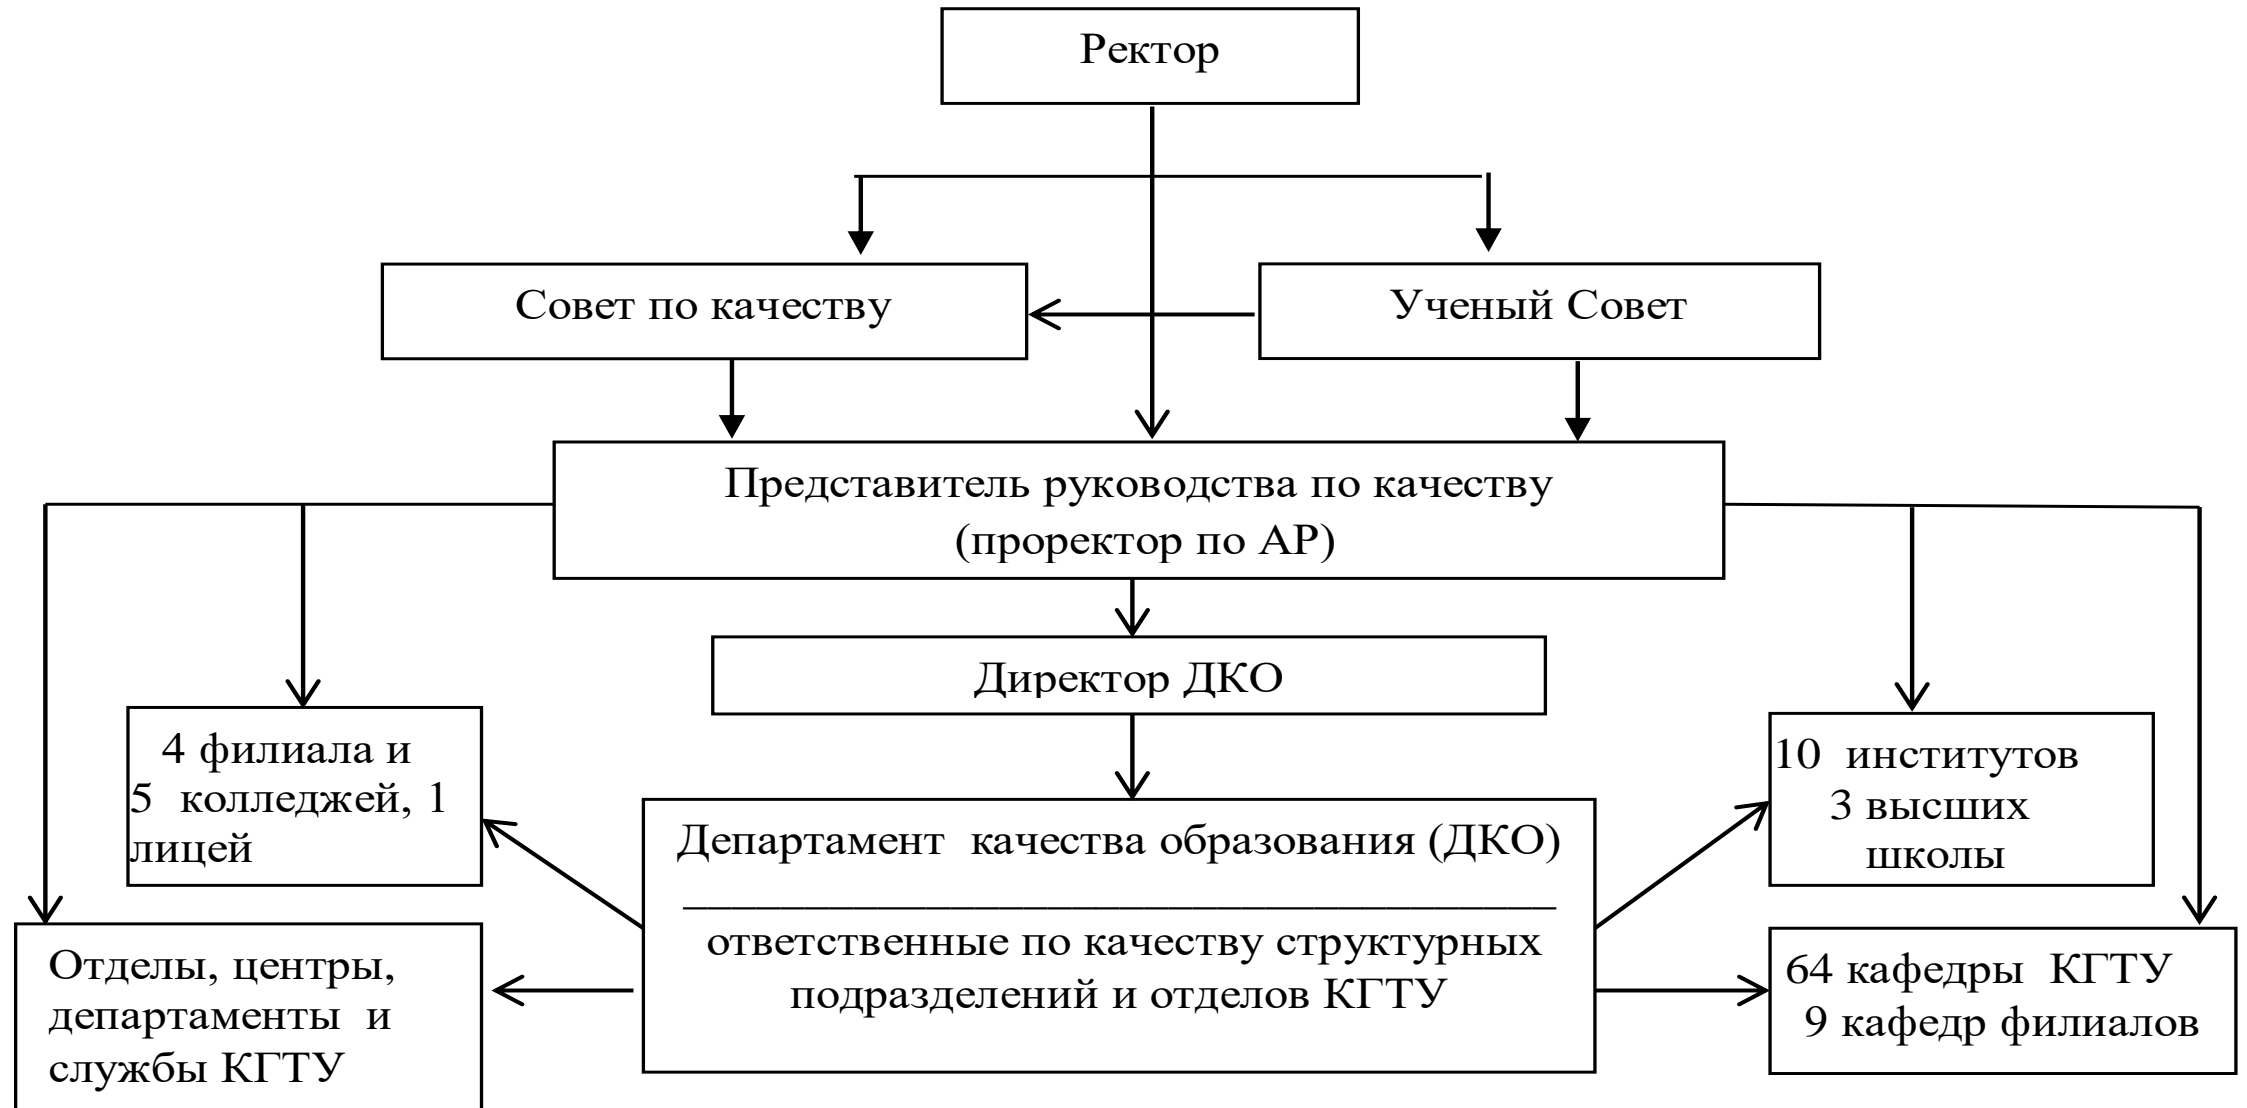 Ректор
Совет по качеству
Ученый Совет
Представитель руководства по качеству
(проректор по АР)
Директор ДКО
4 филиала и
5 колледжей, 1
лицей
10 институтов
3 высших
школы
Департамент качества образования (ДКО)
ответственные по качеству структурных
подразделений и отделов КГТУ
Отделы, центры,
департаменты и
службы КГТУ
64 кафедры КГТУ
9 кафедр филиалов